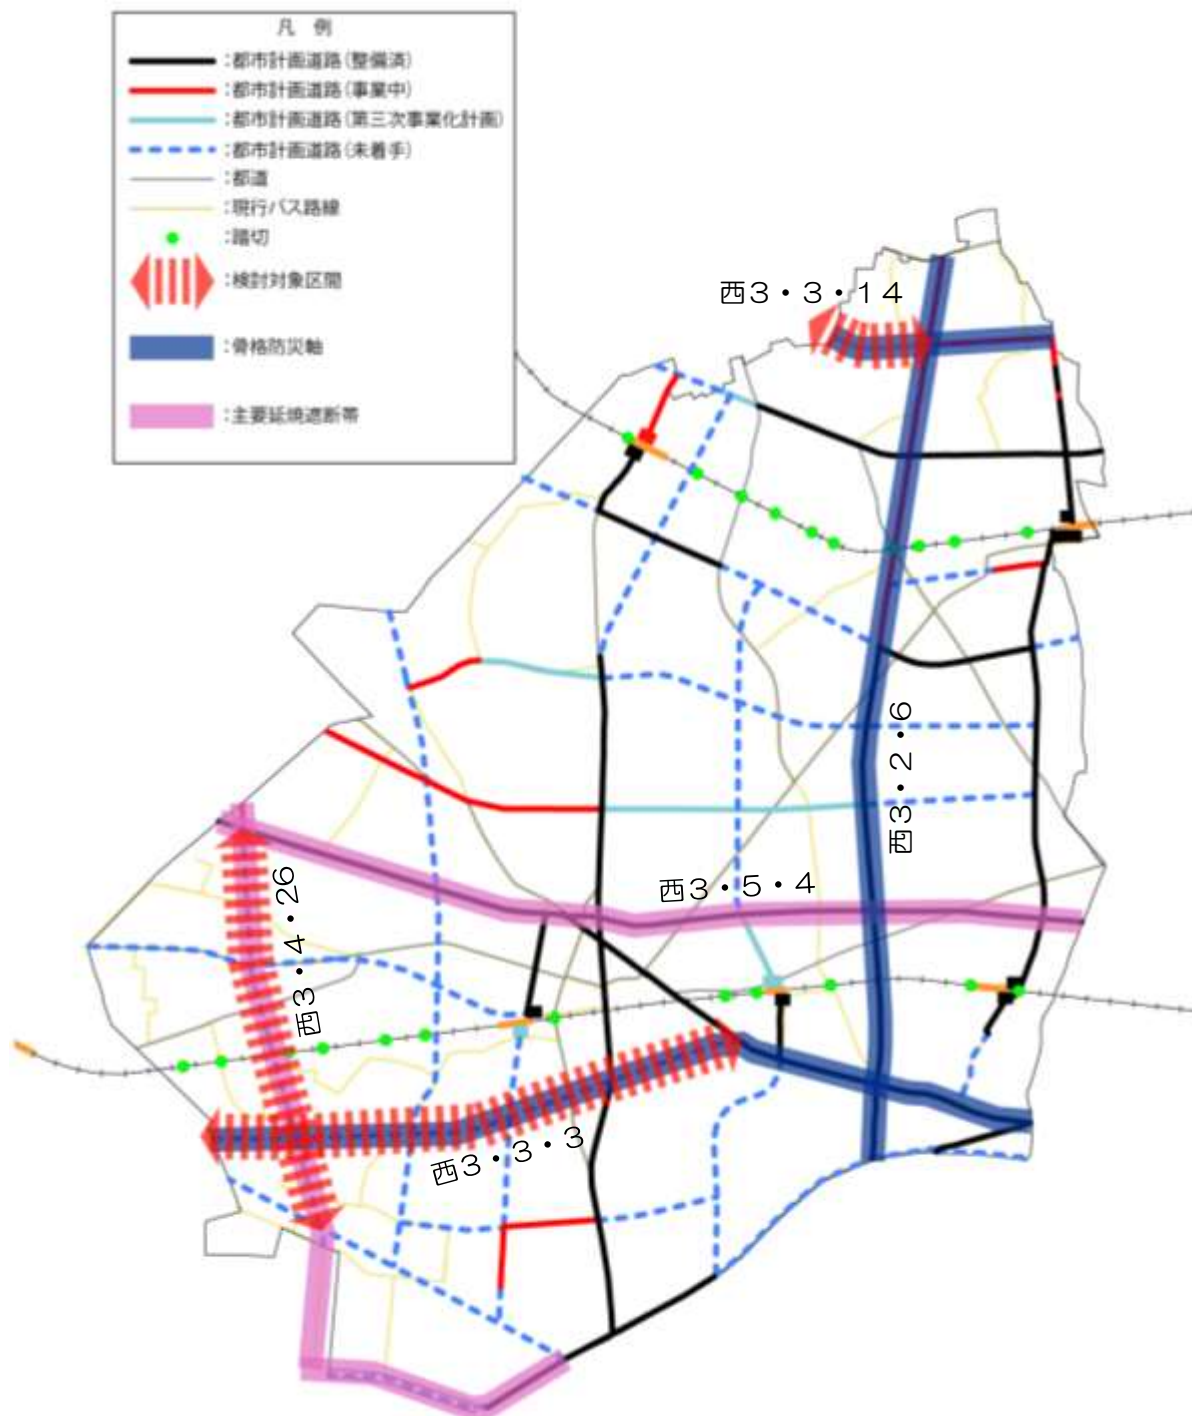 凡 例
:都市計画道路(整備済)
:都市計画道路(事業中)
:都市計画道路(第三次事業化計画)
:都市計画道路(未着手)
:都道
:現行バス路線
:踏切
:検討対象区間
:骨格防災軸
:主要延焼遮断帯
西3・3・14
西3・2・6
西3・5・4
西3・4・26
西3・3・3